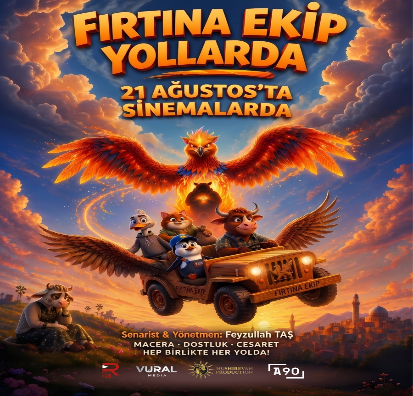 FIRTINA EKİP
YOLLARDA
21 AĞUSTOS'TA
SİNEMALARDA
FIRTINA EKİP
Senarist & Yönetmen: Feyzullah TAŞ
MACERA · DOSTLUK · CESARET
HEP BİRLİKTE HER YOLDA!
VURAL
MEDIA
PRODUCTION
A90